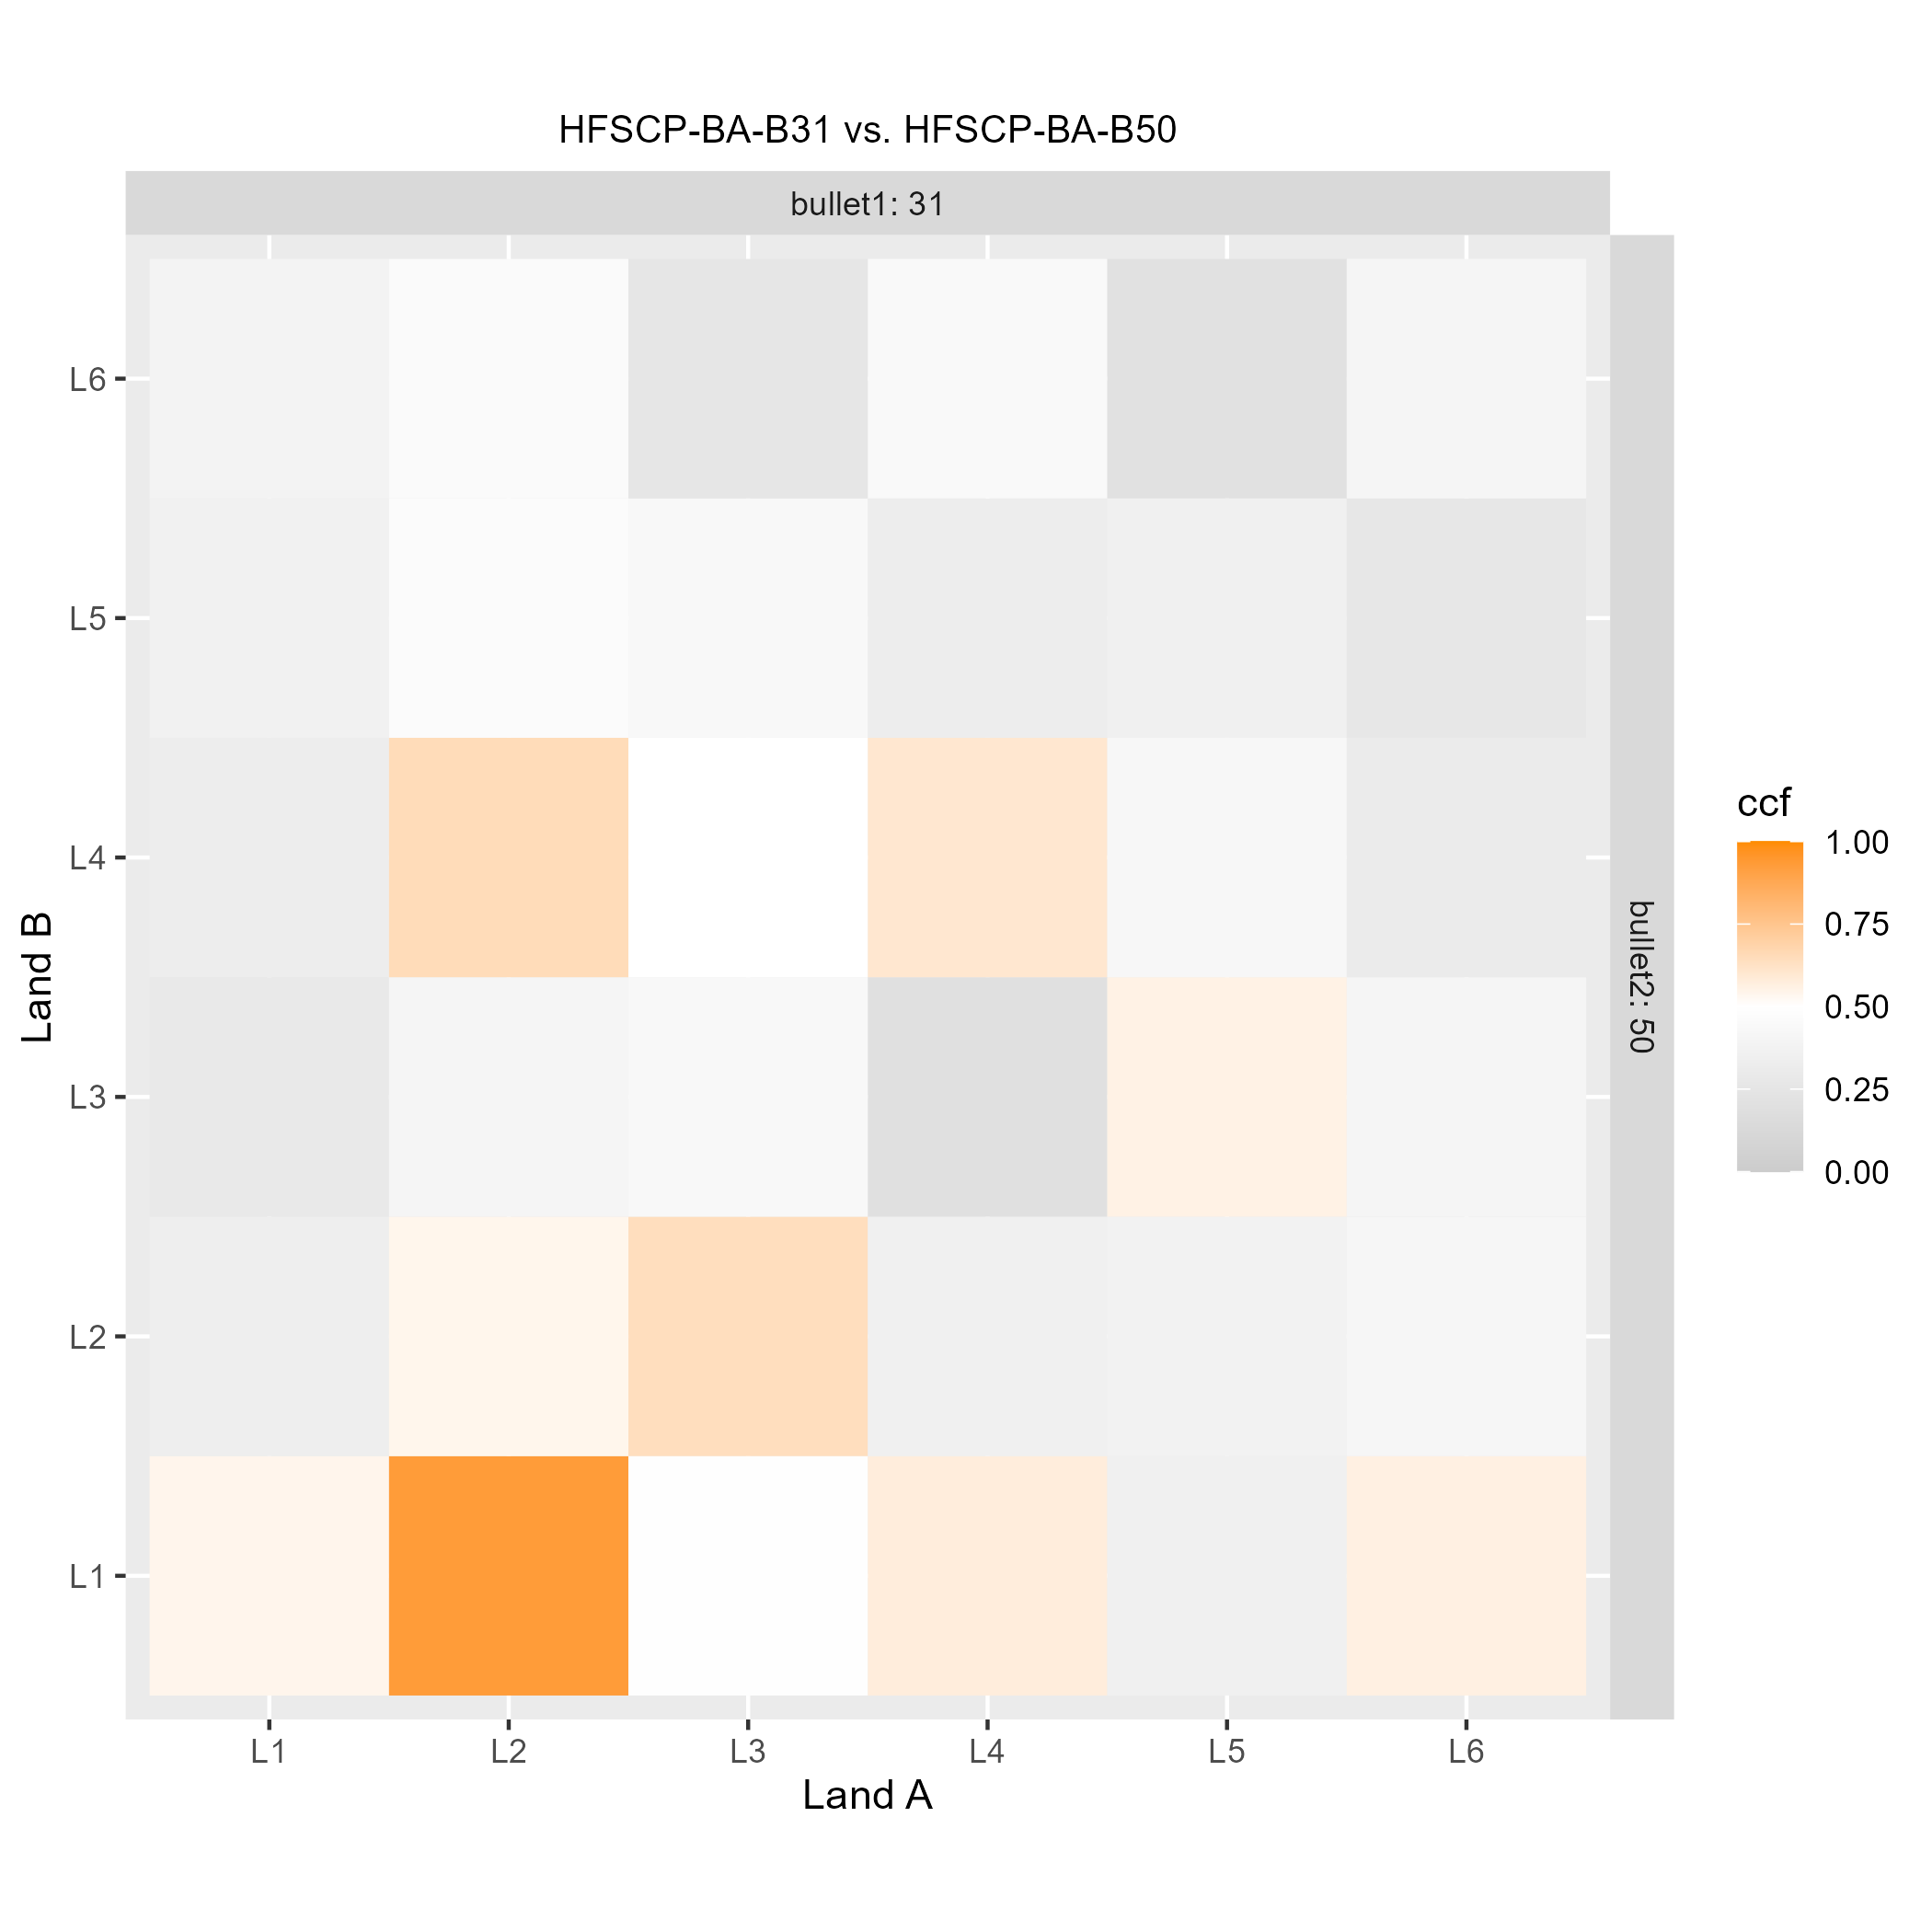 HFSCP-BA-B31 vs. HFSCP-BA-B50
bullet1: 31
L6
L5
L4
L3
L2
L1
Land B
bullet2: 50
L1 L2 L3 L4 L5 L6
Land A
ccf
1.00
0.75
0.50
0.25
0.00